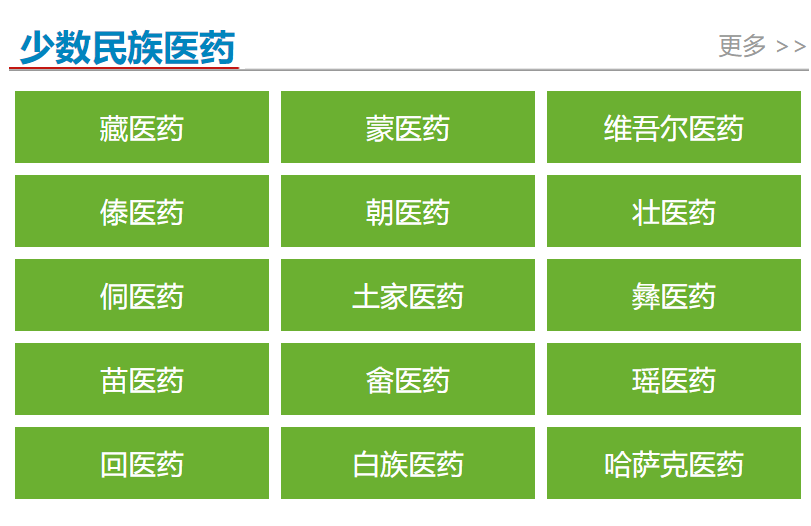 少数民族医药 更多 >>
藏医药 蒙医药 维吾尔医药
傣医药 朝医药 壮医药
侗医药 土家医药 彝医药
苗医药 畲医药 瑶医药
回医药 白族医药 哈萨克医药